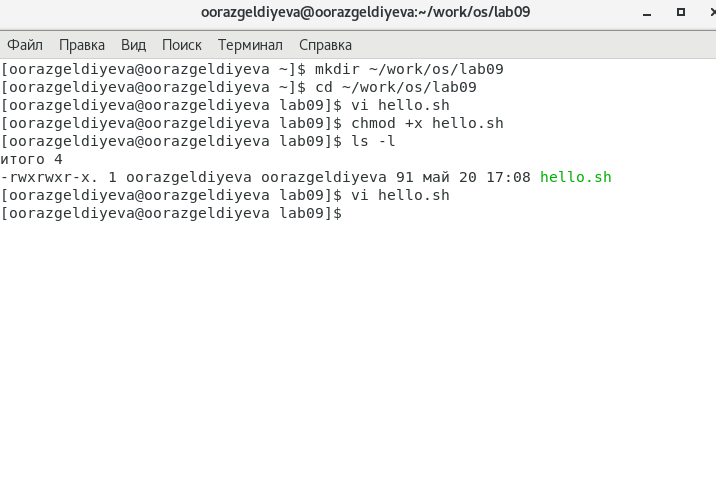 oorazgeldiyeva@oorazgeldiyeva:~/work/os/lab09
Файл Правка Вид Поиск Терминал Справка
[oorazgeldiyeva@oorazgeldiyeva ~]$ mkdir ~/work/os/lab09
[oorazgeldiyeva@oorazgeldiyeva ~]$ cd ~/work/os/lab09
[oorazgeldiyeva@oorazgeldiyeva lab09]$ vi hello.sh
[oorazgeldiyeva@oorazgeldiyeva lab09]$ chmod +x hello.sh
[oorazgeldiyeva@oorazgeldiyeva lab09]$ ls -l
итого 4
-rwxrwxr-x. 1 oorazgeldiyeva oorazgeldiyeva 91 май 20 17:08 hello.sh
[oorazgeldiyeva@oorazgeldiyeva lab09]$ vi hello.sh
[oorazgeldiyeva@oorazgeldiyeva lab09]$